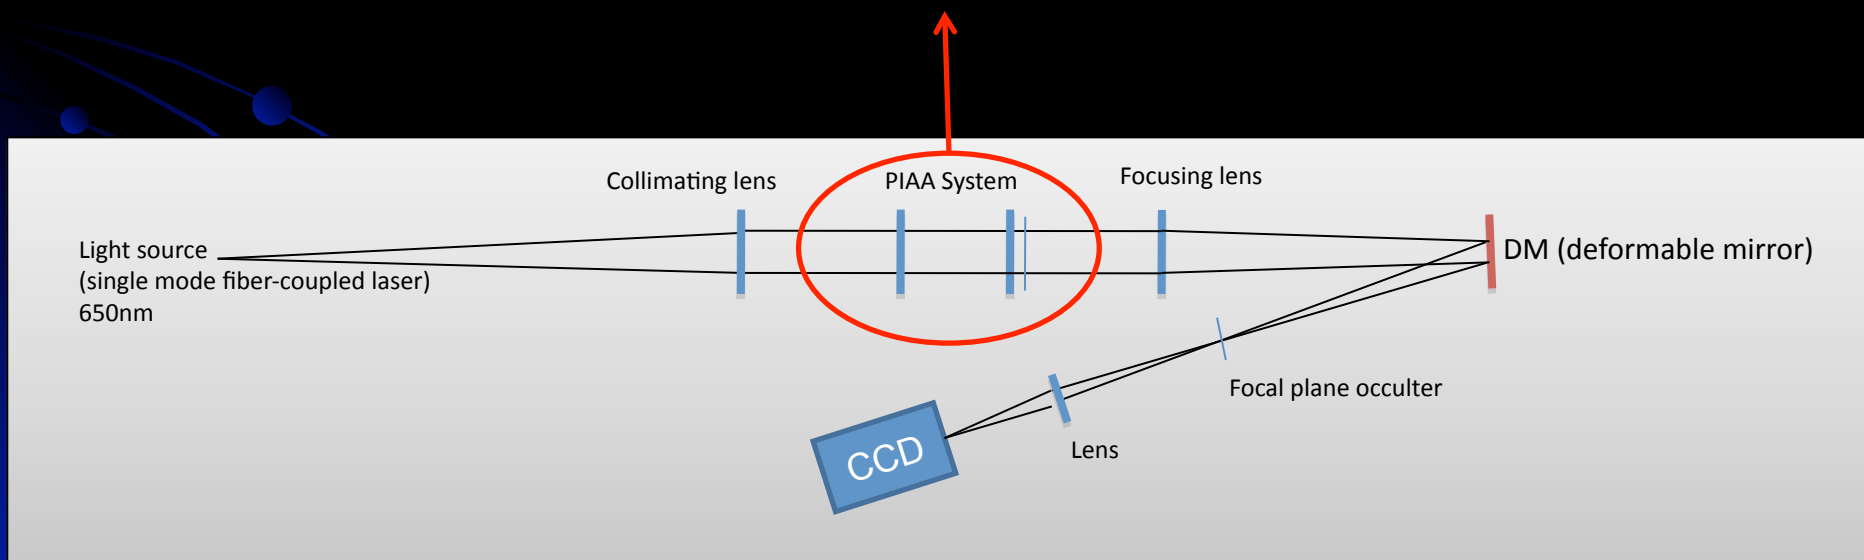 Collimating lens
PIAA System
Focusing lens
Light source
(single mode fiber-coupled laser)
650nm
DM (deformable mirror)
Focal plane occulter
Lens
CCD